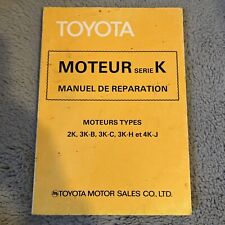 TOYOTA
MOTEUR SERIE K
MANUEL DE REPARATION
MOTEURS TYPES
2K, 3K-B, 3K-C, 3K-H et 4K-J
TOYOTA MOTOR SALES CO., LTD.